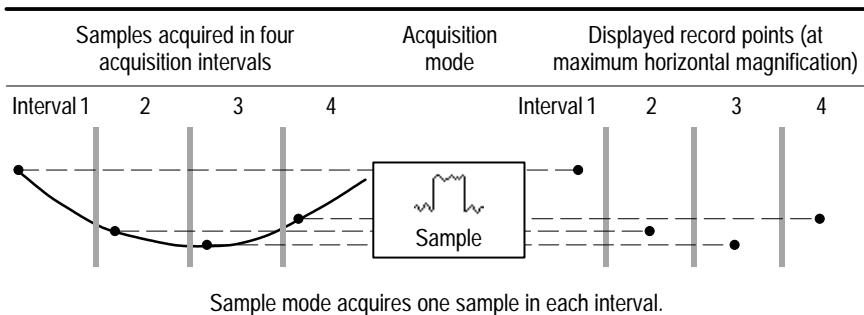 Samples acquired in four
acquisition intervals
Acquisition
mode
Displayed record points (at
maximum horizontal magnification)
Interval 1 2 3 4
Interval 1 2 3 4
Sample
Sample mode acquires one sample in each interval.